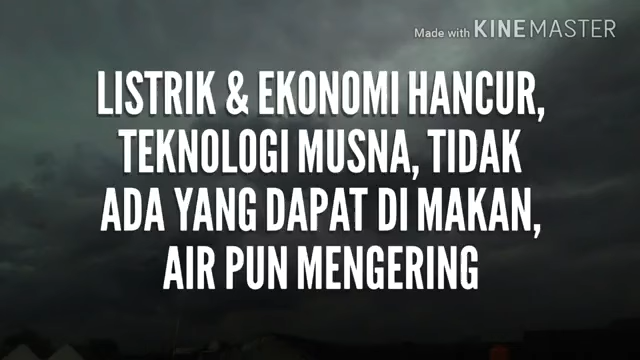 Made with KINEMASTER
LISTRIK & EKONOMI HANCUR,
TEKNOLOGI MUSNA, TIDAK
ADA YANG DAPAT DI MAKAN,
AIR PUN MENGERING